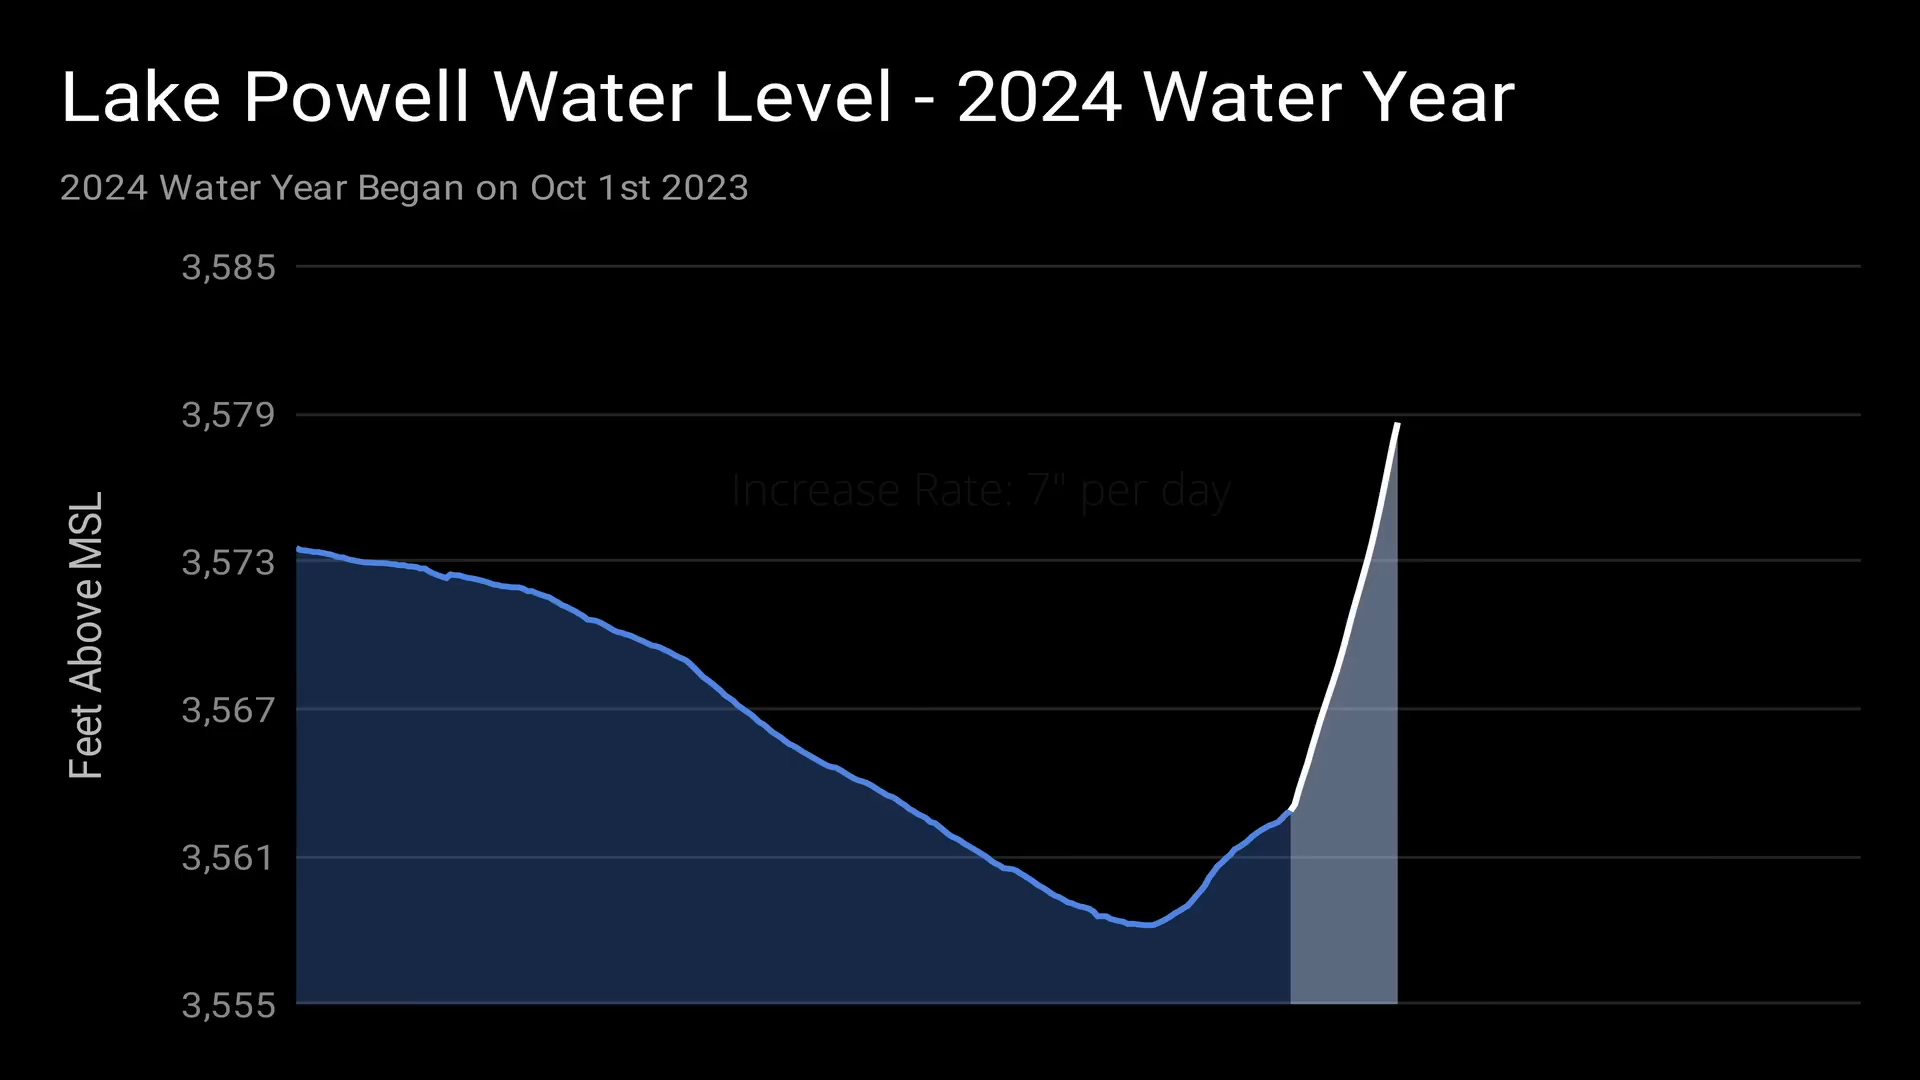 Lake Powell Water Level - 2024 Water Year
2024 Water Year Began on Oct 1st 2023
3,585
3,579
Increase Rate: 7" per day
3,573
3,567
3,561
3,555
Feet Above MSL